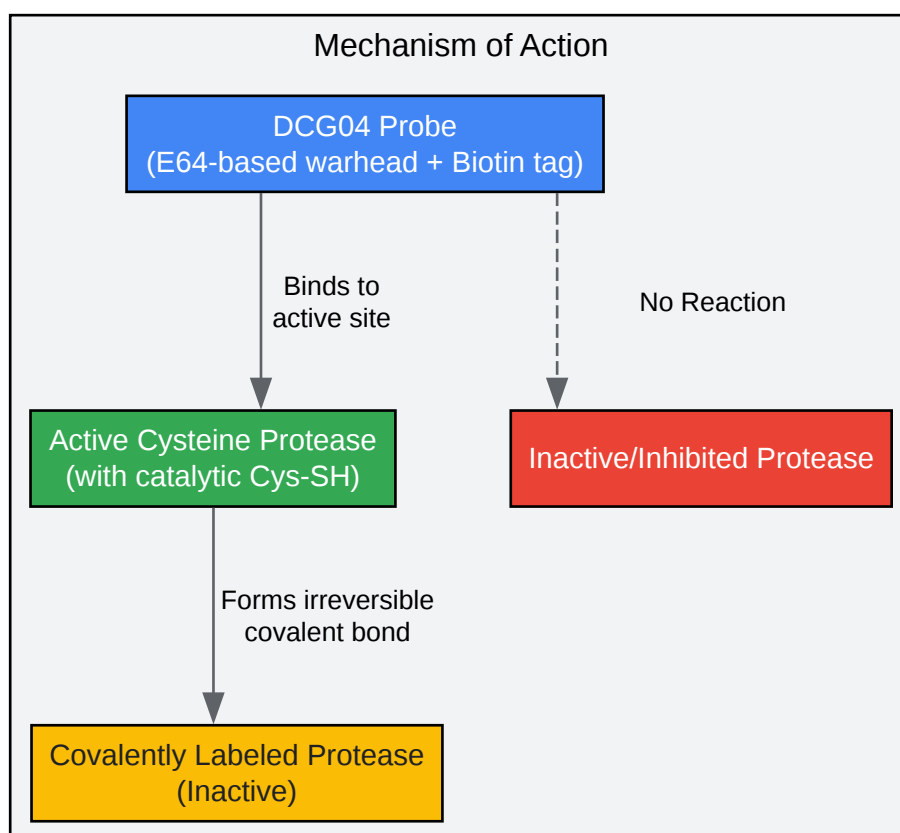 Mechanism of Action
DCG04 Probe
(E64-based warhead + Biotin tag)
Binds to
active site
No Reaction
Active Cysteine Protease
(with catalytic Cys-SH)
Inactive/Inhibited Protease
Forms irreversible
covalent bond
Covalently Labeled Protease
(Inactive)